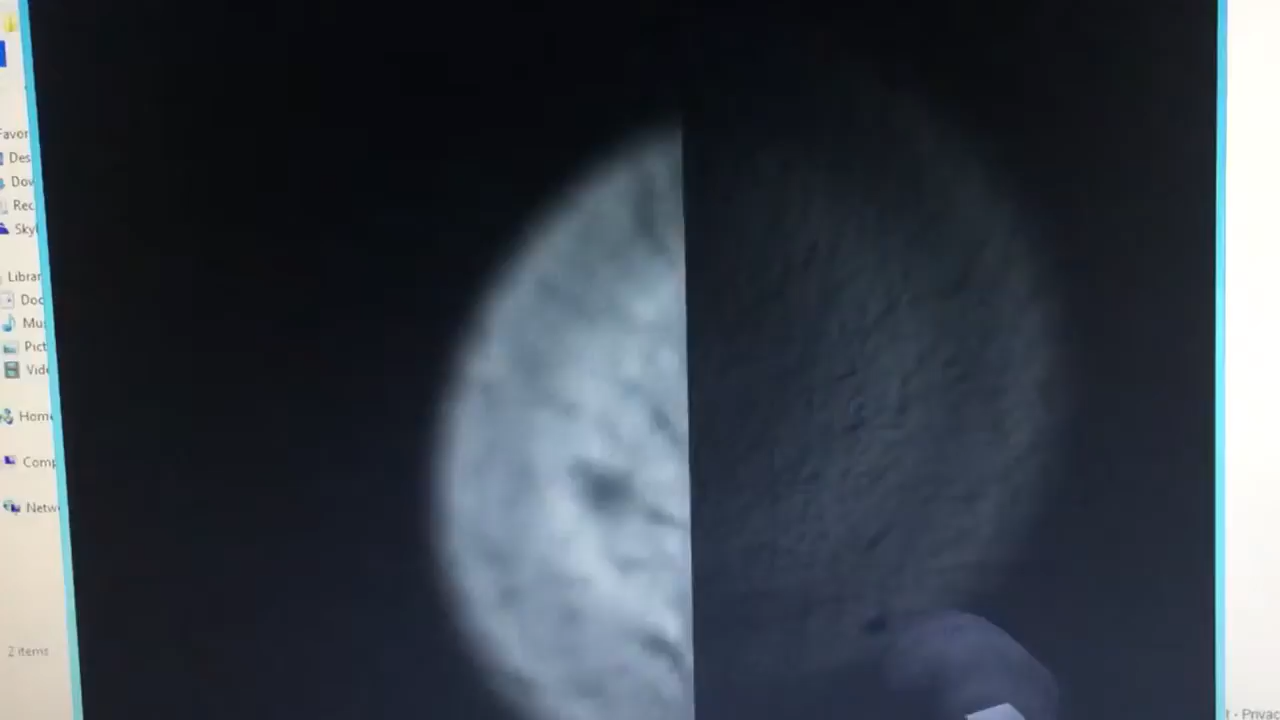 Favor
Des
Dow
Rec
Sky
Librar
Doc
Mu
Pict
Vide
Home
Comp
Netw
2 items
- Privac